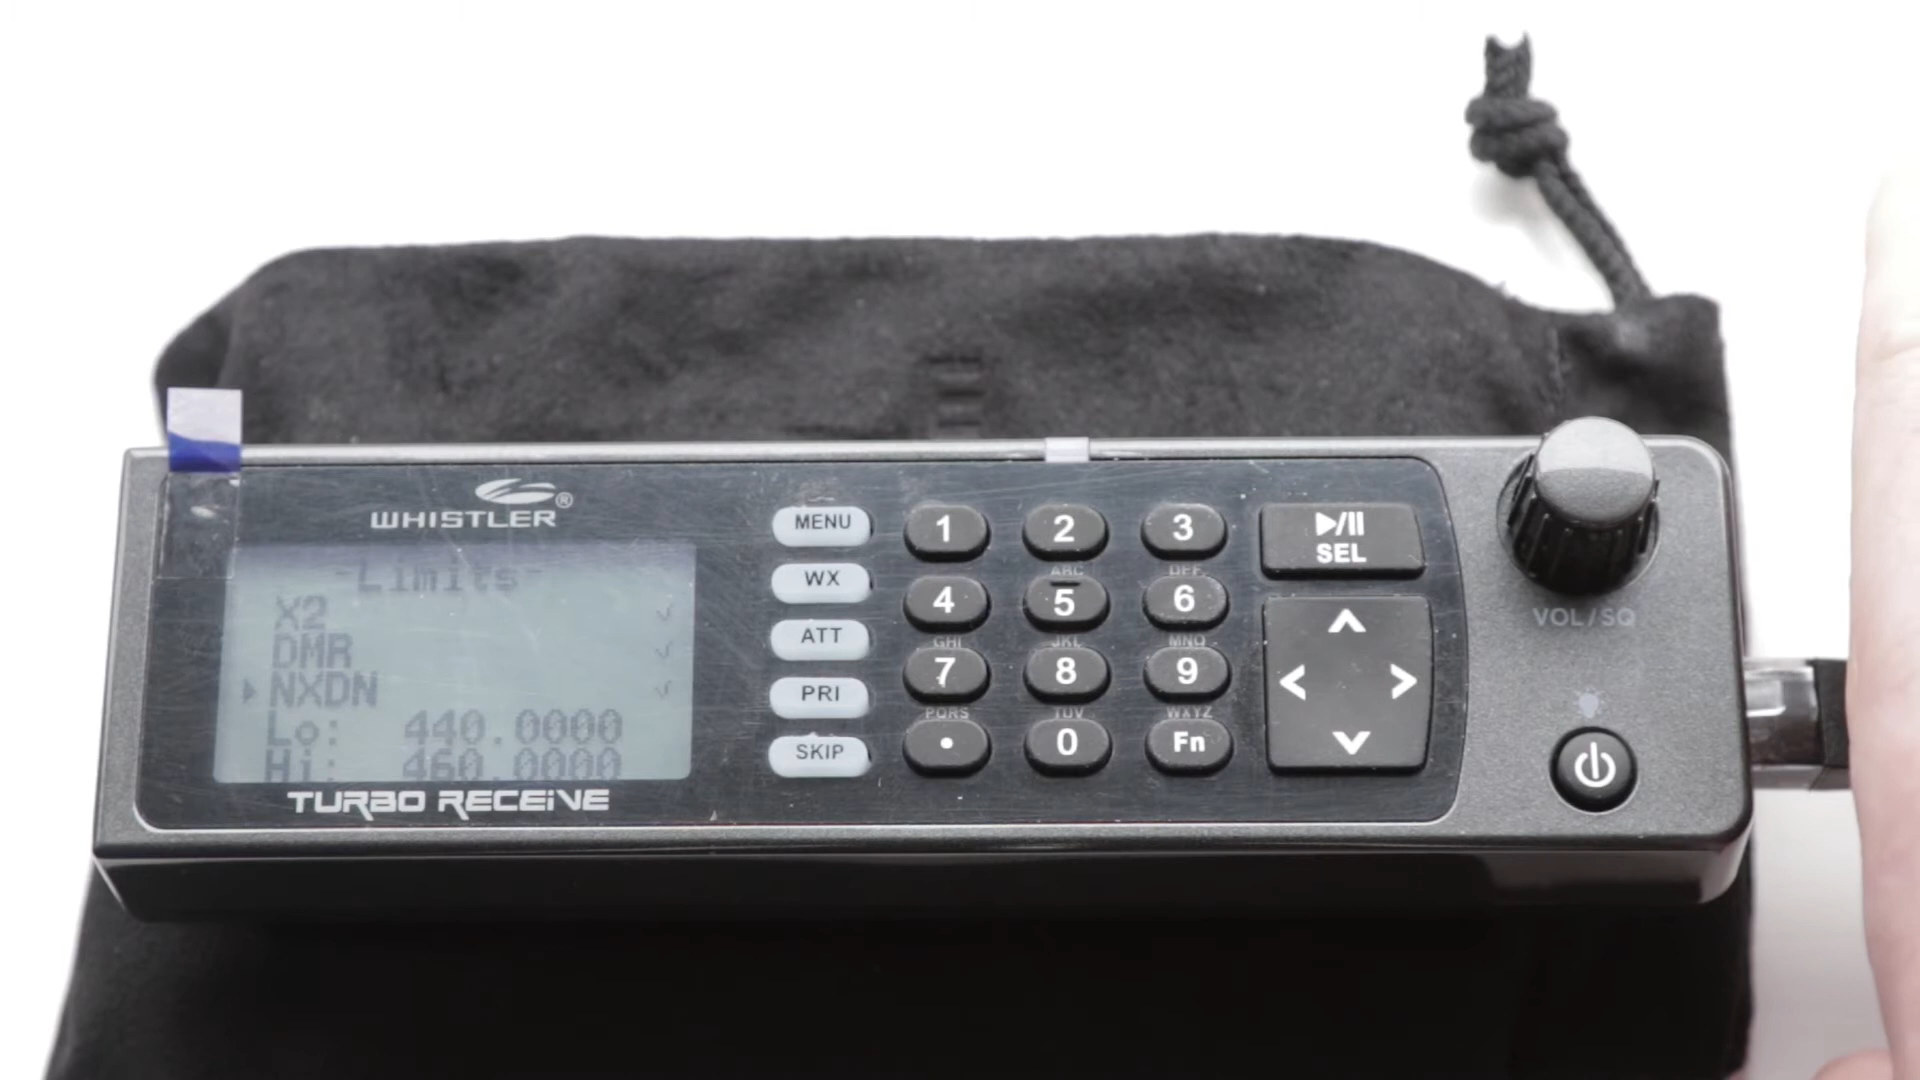 WHISTLER®
-Limits-
X2 ✓
DMR ✓
▸NXDN ✓
Lo: 440.0000
Hi: 460.0000
TURBO RECEIVE
MENU
WX
ATT
PRI
SKIP
1 2 3
ABC DEF
4 5 6
GHI JKL MNO
7 8 9
PQRS TUV WXYZ
• 0 Fn
▶/II
SEL
VOL/SQ